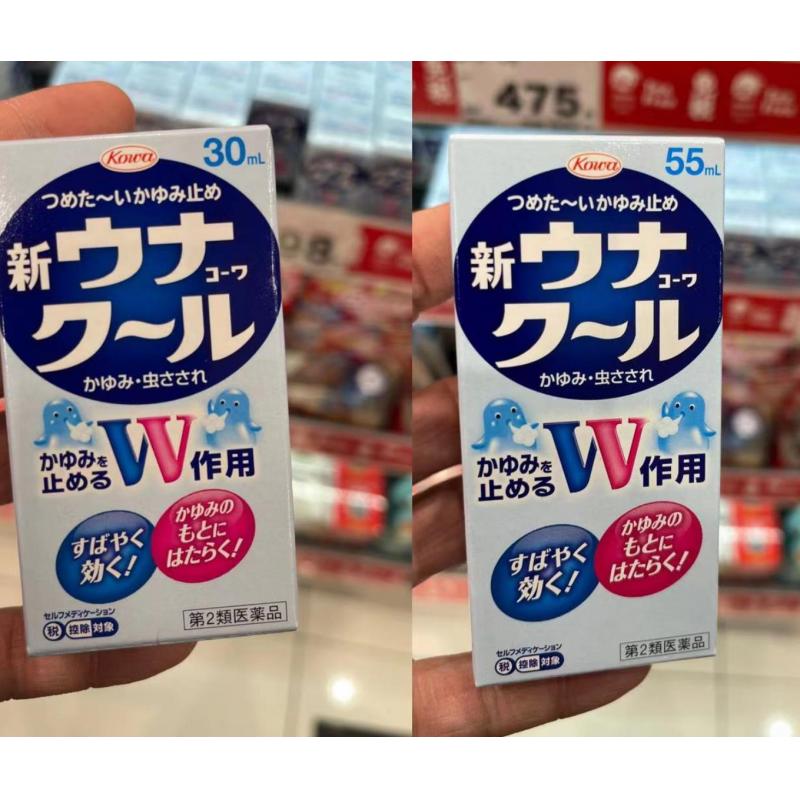 Kowa
30mL
つめた〜いかゆみ止め
新ウナ
コーワ
ク〜ル
かゆみ・虫さされ
かゆみを
止める
W作用
すばやく
効く!
かゆみの
もとに
はたらく!
セルフメディケーション
税 控除 対象
第2類医薬品
475.
Kowa
55mL
つめた〜いかゆみ止め
新ウナ
コーワ
ク〜ル
かゆみ・虫さされ
かゆみを
止める
W作用
すばやく
効く!
かゆみの
もとに
はたらく!
セルフメディケーション
税 控除 対象
第2類医薬品